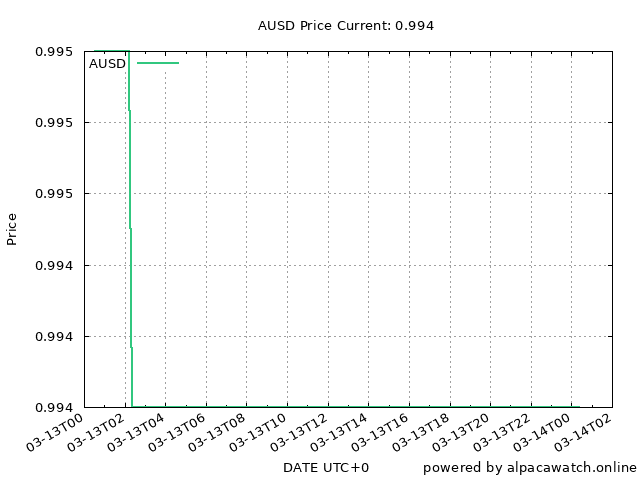 AUSD Price Current: 0.994
0.995
AUSD
0.995
0.995
0.994
0.994
0.994
Price
03-13T00
03-13T02
03-13T04
03-13T06
03-13T08
03-13T10
03-13T12
03-13T14
03-13T16
03-13T18
03-13T20
03-13T22
03-14T00
03-14T02
DATE UTC+0
powered by alpacawatch.online